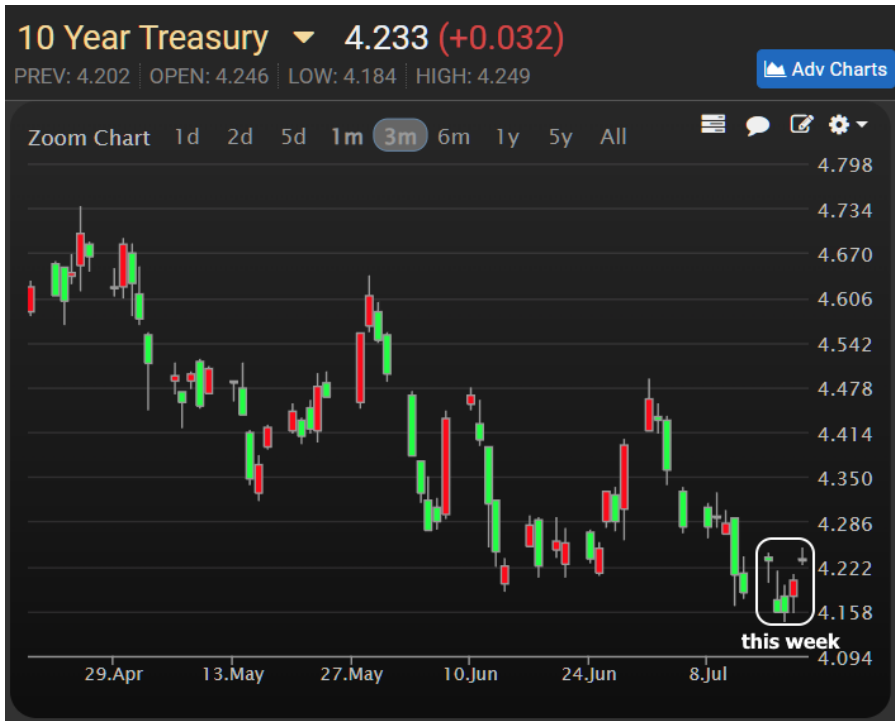 10 Year Treasury 4.233 (+0.032)
PREV: 4.202 OPEN: 4.246 LOW: 4.184 HIGH: 4.249
Adv Charts
Zoom Chart 1d 2d 5d 1m 3m 6m 1y 5y All
4.798
4.734
4.670
4.606
4.542
4.478
4.414
4.350
4.286
4.222
4.158
this week
4.094
29.Apr 13.May 27.May 10.Jun 24.Jun 8.Jul